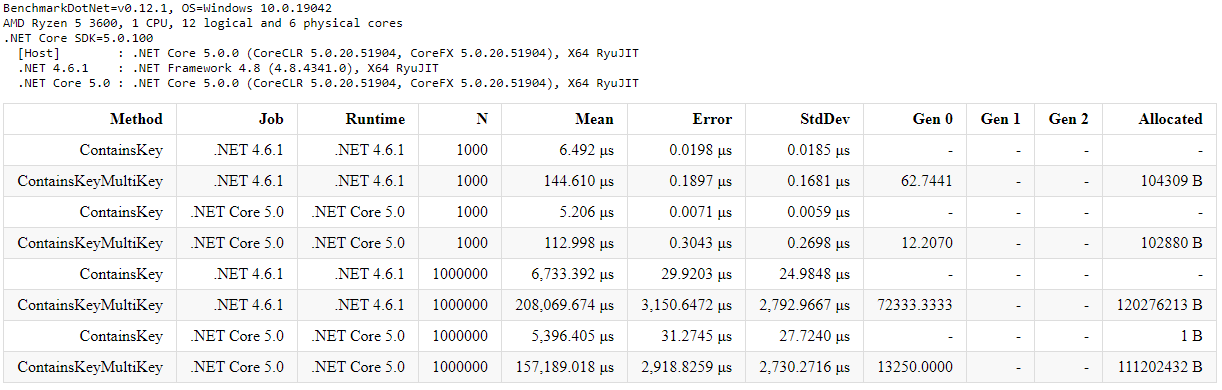 BenchmarkDotNet=v0.12.1, OS=Windows 10.0.19042
AMD Ryzen 5 3600, 1 CPU, 12 logical and 6 physical cores
.NET Core SDK=5.0.100
[Host] : .NET Core 5.0.0 (CoreCLR 5.0.20.51904, CoreFX 5.0.20.51904), X64 RyuJIT
.NET 4.6.1 : .NET Framework 4.8 (4.8.4341.0), X64 RyuJIT
.NET Core 5.0 : .NET Core 5.0.0 (CoreCLR 5.0.20.51904, CoreFX 5.0.20.51904), X64 RyuJIT
Method Job Runtime N Mean Error StdDev Gen 0 Gen 1 Gen 2 Allocated
ContainsKey .NET 4.6.1 .NET 4.6.1 1000 6.492 μs 0.0198 μs 0.0185 μs - - - -
ContainsKeyMultiKey .NET 4.6.1 .NET 4.6.1 1000 144.610 μs 0.1897 μs 0.1681 μs 62.7441 - - 104309 B
ContainsKey .NET Core 5.0 .NET Core 5.0 1000 5.206 μs 0.0071 μs 0.0059 μs - - - -
ContainsKeyMultiKey .NET Core 5.0 .NET Core 5.0 1000 112.998 μs 0.3043 μs 0.2698 μs 12.2070 - - 102880 B
ContainsKey .NET 4.6.1 .NET 4.6.1 1000000 6,733.392 μs 29.9203 μs 24.9848 μs - - - -
ContainsKeyMultiKey .NET 4.6.1 .NET 4.6.1 1000000 208,069.674 μs 3,150.6472 μs 2,792.9667 μs 72333.3333 - - 120276213 B
ContainsKey .NET Core 5.0 .NET Core 5.0 1000000 5,396.405 μs 31.2745 μs 27.7240 μs - - - 1 B
ContainsKeyMultiKey .NET Core 5.0 .NET Core 5.0 1000000 157,189.018 μs 2,918.8259 μs 2,730.2716 μs 13250.0000 - - 111202432 B